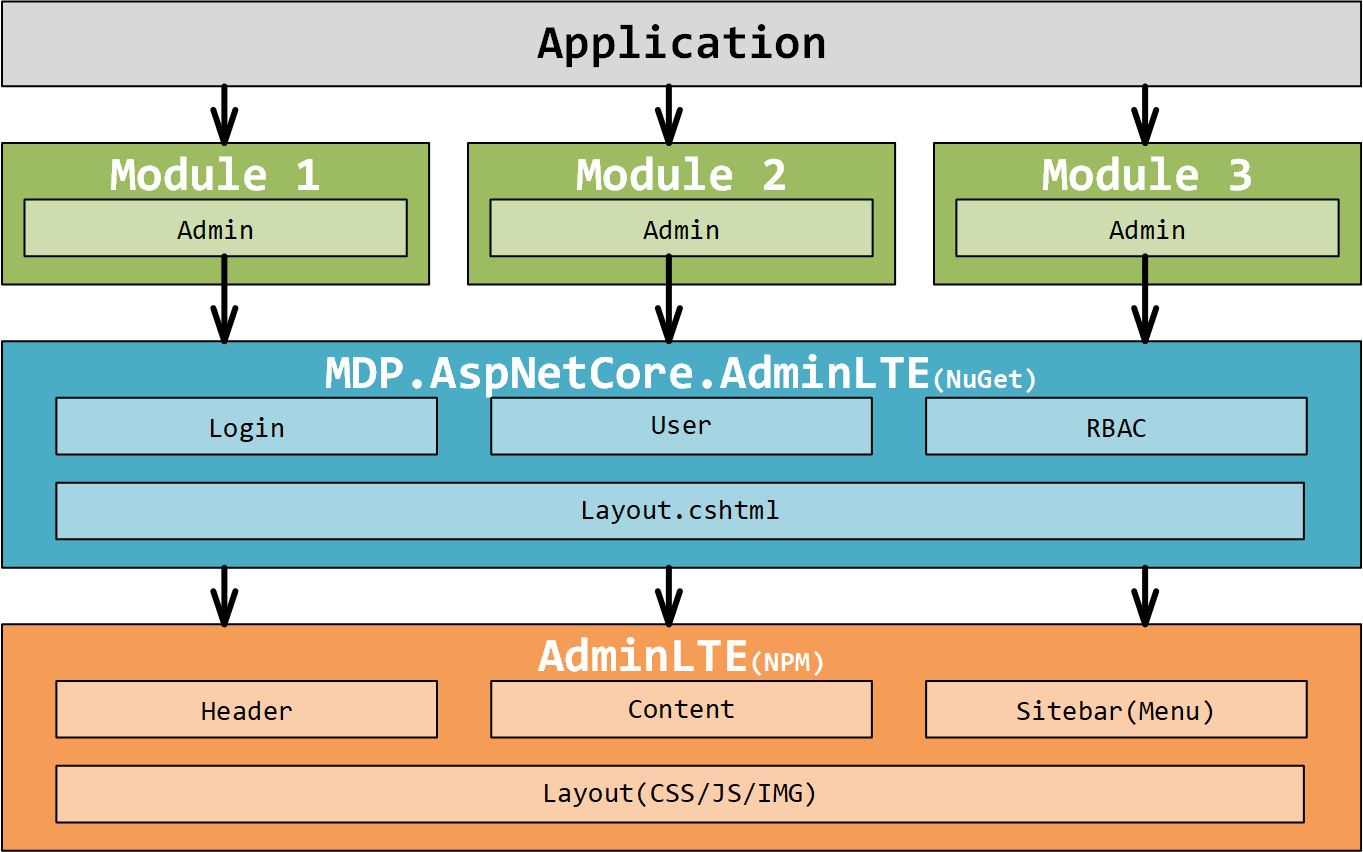 Application
Module 1
Module 2
Module 3
Admin
Admin
Admin
MDP.AspNetCore.AdminLTE(NuGet)
Login
User
RBAC
Layout.cshtml
AdminLTE(NPM)
Header
Content
Sitebar(Menu)
Layout(CSS/JS/IMG)